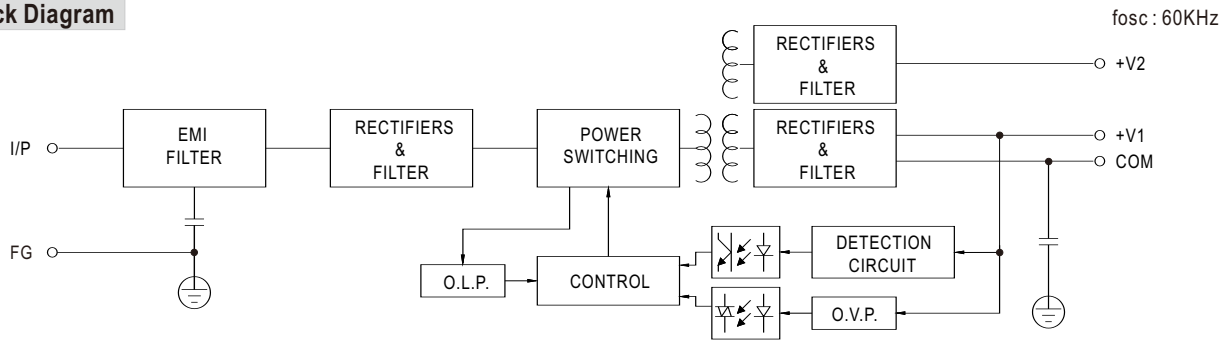 Diagram
fosc : 60KHz
RECTIFIERS
&
FILTER
+V2
I/P
EMI
FILTER
RECTIFIERS
&
FILTER
POWER
SWITCHING
RECTIFIERS
&
FILTER
+V1
COM
FG
O.L.P.
CONTROL
DETECTION
CIRCUIT
O.V.P.